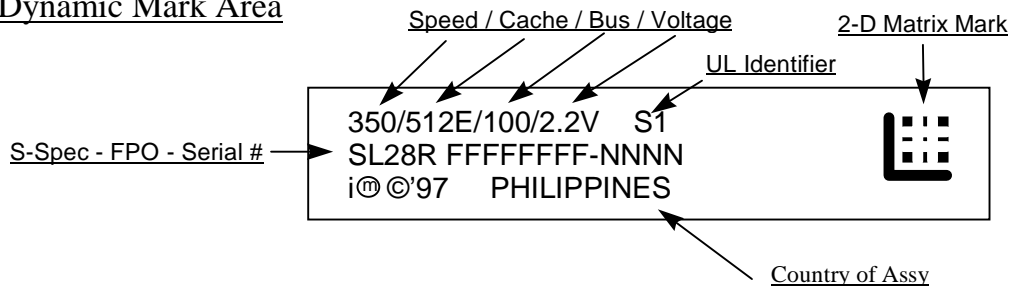 Dynamic Mark Area
Speed / Cache / Bus / Voltage
2-D Matrix Mark
UL Identifier
350/512E/100/2.2V S1
S-Spec - FPO - Serial #
SL28R FFFFFFFF-NNNN
iⓜ©'97 PHILIPPINES
Country of Assy